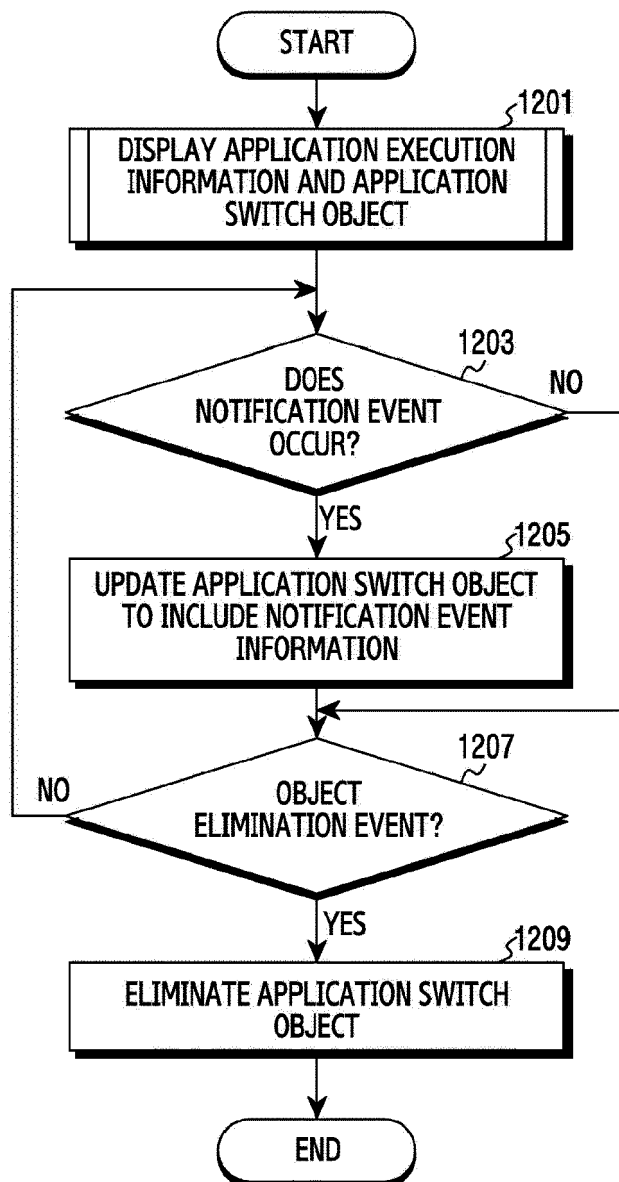 START
1201
DISPLAY APPLICATION EXECUTION
INFORMATION AND APPLICATION
SWITCH OBJECT
1203
DOES
NOTIFICATION EVENT
OCCUR?
NO
YES
1205
UPDATE APPLICATION SWITCH OBJECT
TO INCLUDE NOTIFICATION EVENT
INFORMATION
1207
NO
OBJECT
ELIMINATION EVENT?
YES
1209
ELIMINATE APPLICATION SWITCH
OBJECT
END